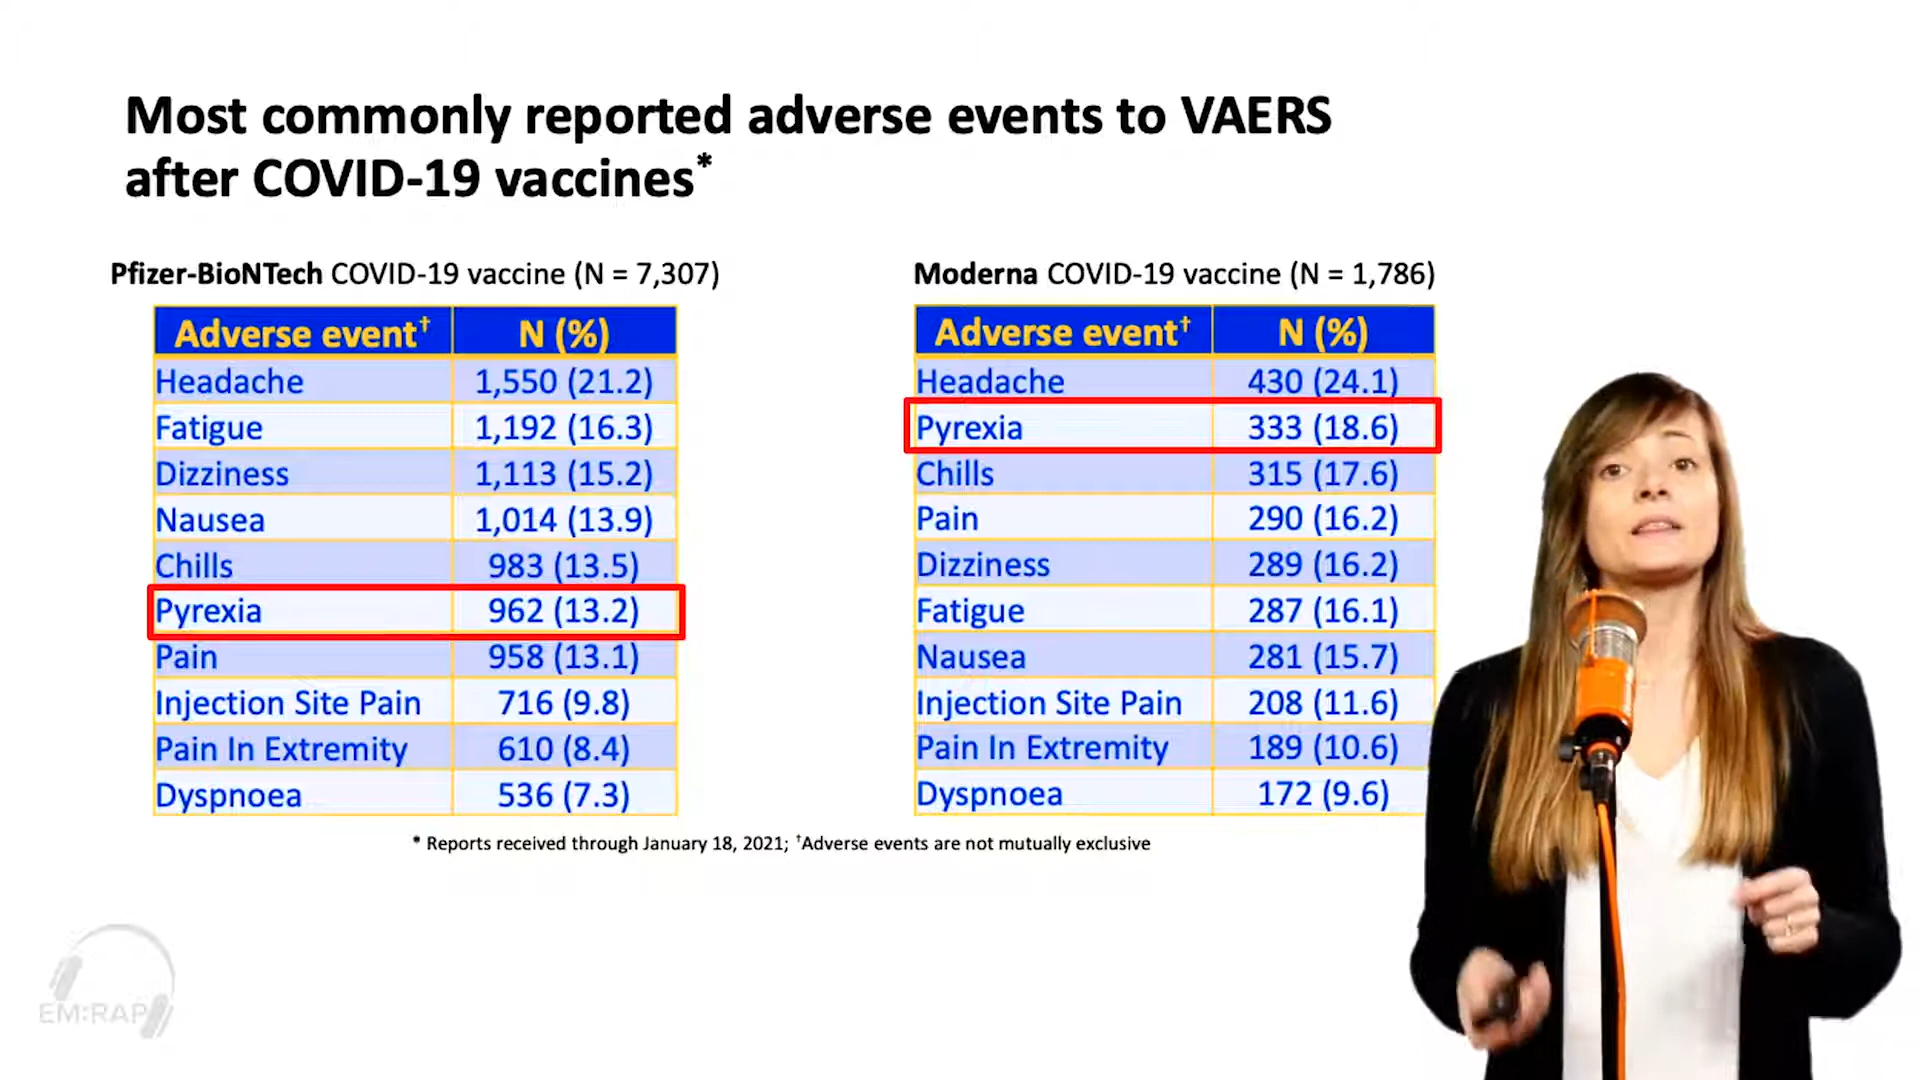 Most commonly reported adverse events to VAERS
after COVID-19 vaccines*
Pfizer-BioNTech COVID-19 vaccine (N = 7,307)
Adverse event† N (%)
Headache 1,550 (21.2)
Fatigue 1,192 (16.3)
Dizziness 1,113 (15.2)
Nausea 1,014 (13.9)
Chills 983 (13.5)
Pyrexia 962 (13.2)
Pain 958 (13.1)
Injection Site Pain 716 (9.8)
Pain In Extremity 610 (8.4)
Dyspnoea 536 (7.3)
Moderna COVID-19 vaccine (N = 1,786)
Adverse event† N (%)
Headache 430 (24.1)
Pyrexia 333 (18.6)
Chills 315 (17.6)
Pain 290 (16.2)
Dizziness 289 (16.2)
Fatigue 287 (16.1)
Nausea 281 (15.7)
Injection Site Pain 208 (11.6)
Pain In Extremity 189 (10.6)
Dyspnoea 172 (9.6)
* Reports received through January 18, 2021; †Adverse events are not mutually exclusive
EM:RAP